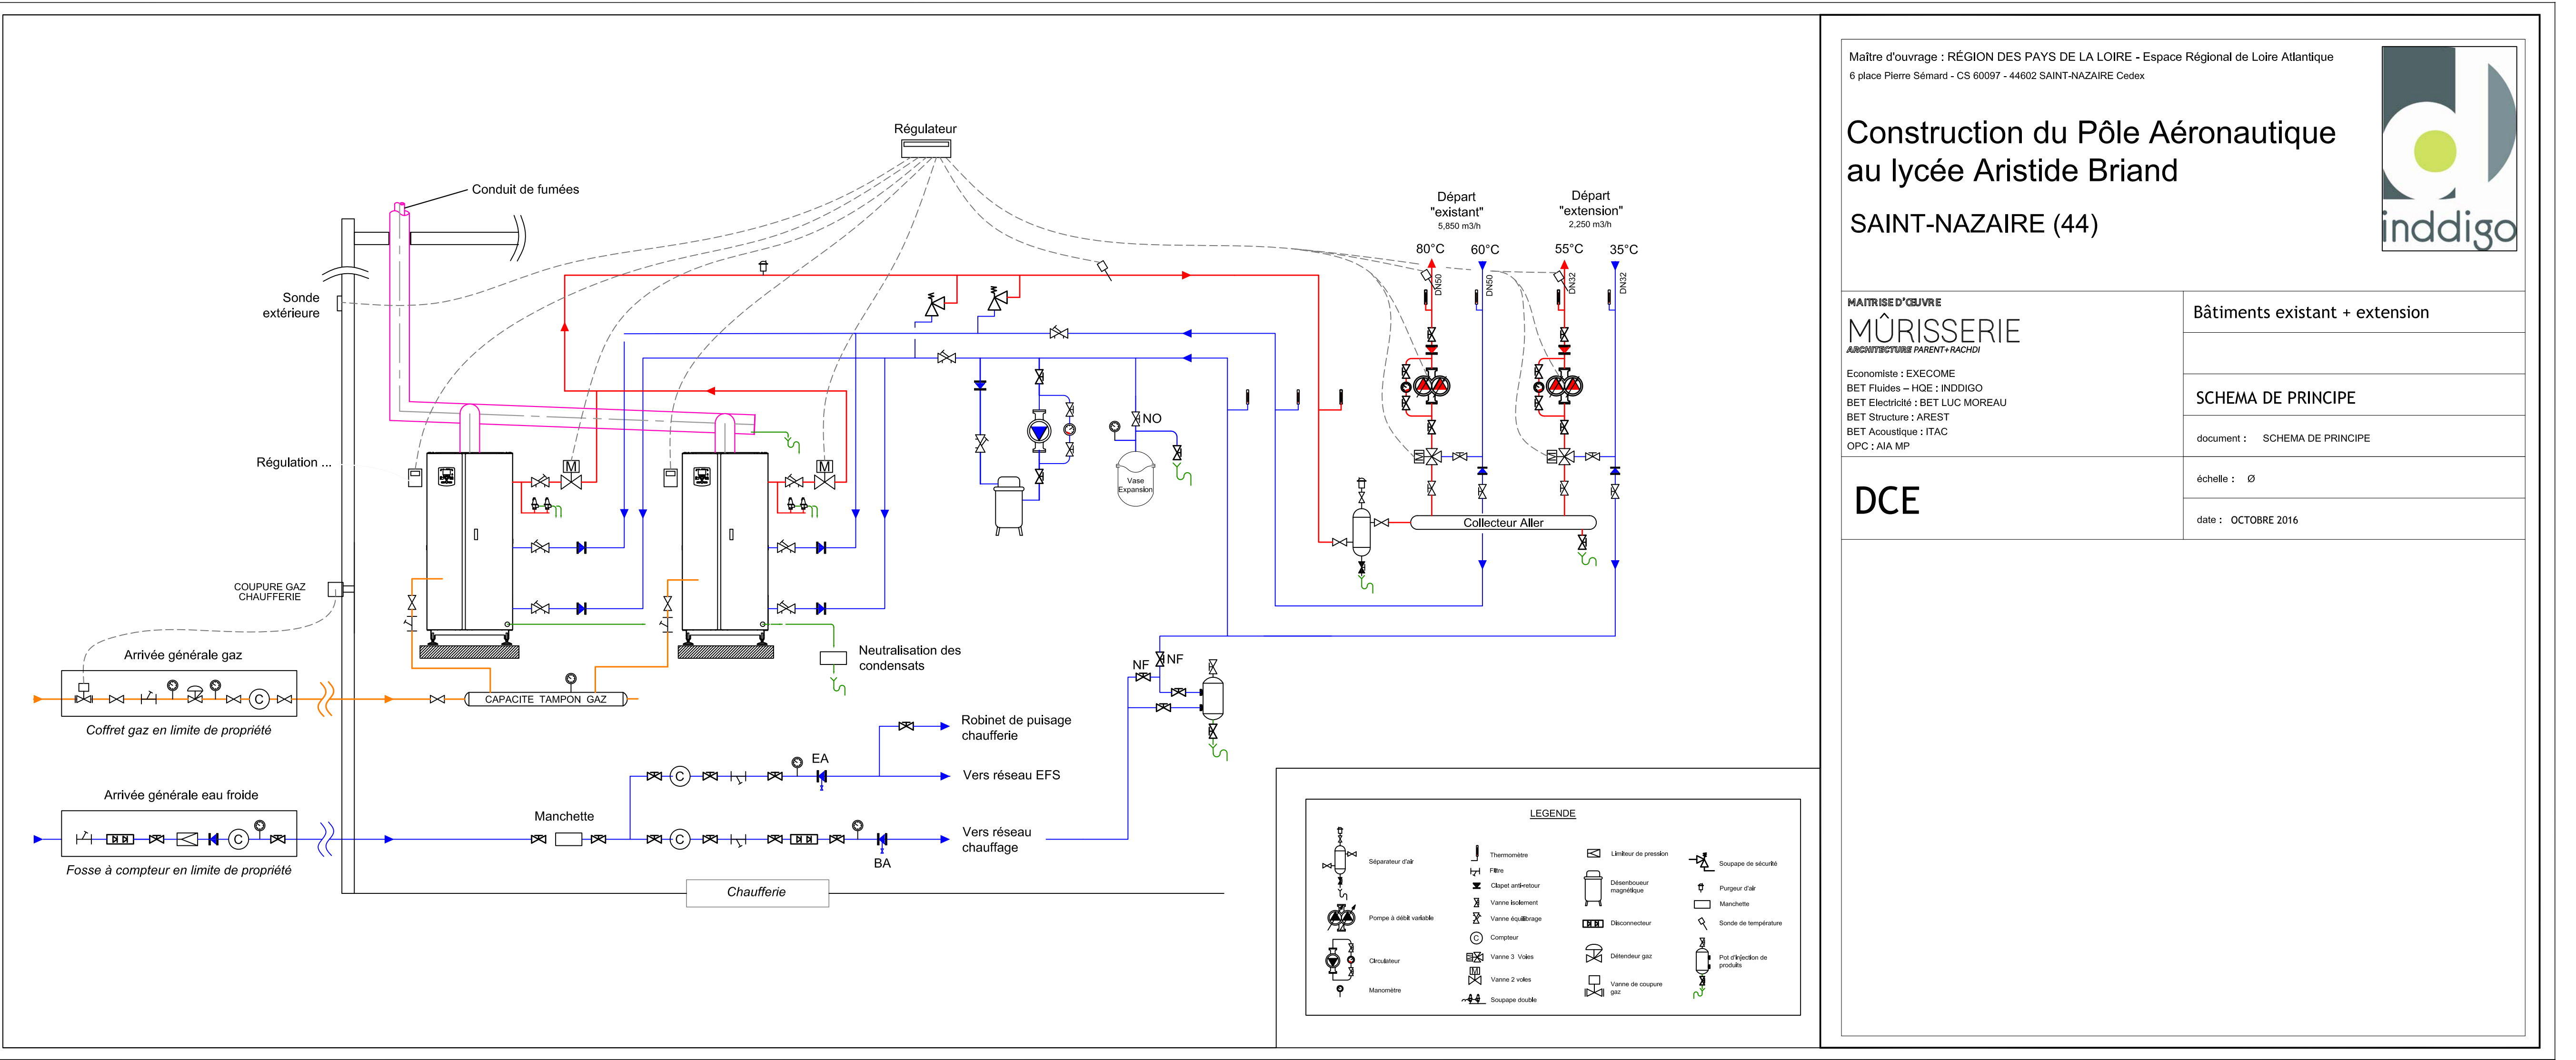 Maître d'ouvrage : RÉGION DES PAYS DE LA LOIRE - Espace Régional de Loire Atlantique
6 place Pierre Sémard - CS 60097 - 44602 SAINT-NAZAIRE Cedex
Construction du Pôle Aéronautique
au lycée Aristide Briand
SAINT-NAZAIRE (44)
inddigo
MAITRISE D'ŒUVRE
MÛRISSERIE
ARCHITECTURE PARENT+RACHDI
Economiste : EXECOME
BET Fluides – HQE : INDDIGO
BET Electricité : BET LUC MOREAU
BET Structure : AREST
BET Acoustique : ITAC
OPC : AIA MP
DCE
Bâtiments existant + extension
SCHEMA DE PRINCIPE
document : SCHEMA DE PRINCIPE
échelle : Ø
date : OCTOBRE 2016
Régulateur
Conduit de fumées
Sonde
extérieure
Départ
"existant"
5,850 m3/h
80°C
60°C
DN50
DN50
Départ
"extension"
2,250 m3/h
55°C
35°C
DN32
DN32
Régulation ...
M
M
NO
Vase
Expansion
M
M
Collecteur Aller
COUPURE GAZ
CHAUFFERIE
Arrivée générale gaz
C
Coffret gaz en limite de propriété
CAPACITE TAMPON GAZ
Neutralisation des
condensats
NF
NF
Robinet de puisage
chaufferie
EA
C
Vers réseau EFS
Arrivée générale eau froide
C
Fosse à compteur en limite de propriété
Manchette
C
BA
Vers réseau
chauffage
Chaufferie
LEGENDE
Séparateur d'air
Pompe à débit variable
Circulateur
Manomètre
Thermomètre
Filtre
Clapet anti-retour
Vanne isolement
Vanne équilibrage
C
Compteur
M
Vanne 3 Voies
M
Vanne 2 voies
Soupape double
Limiteur de pression
Désemboueur
magnétique
Disconnecteur
Détendeur gaz
Vanne de coupure
gaz
Soupape de sécurité
Purgeur d'air
Manchette
Sonde de température
Pot d'injection de
produits